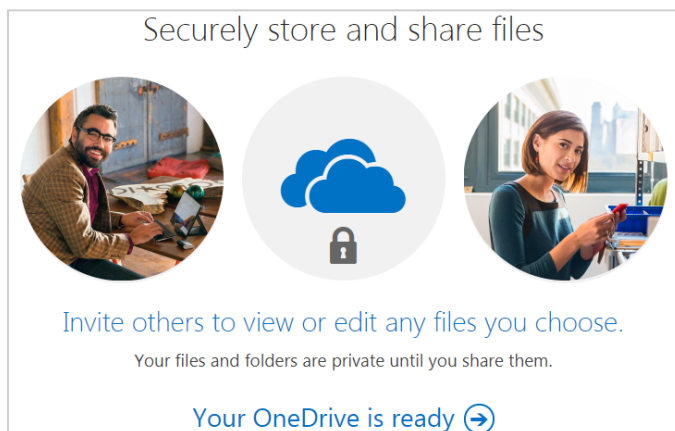 Securely store and share files
Invite others to view or edit any files you choose.
Your files and folders are private until you share them.
Your OneDrive is ready